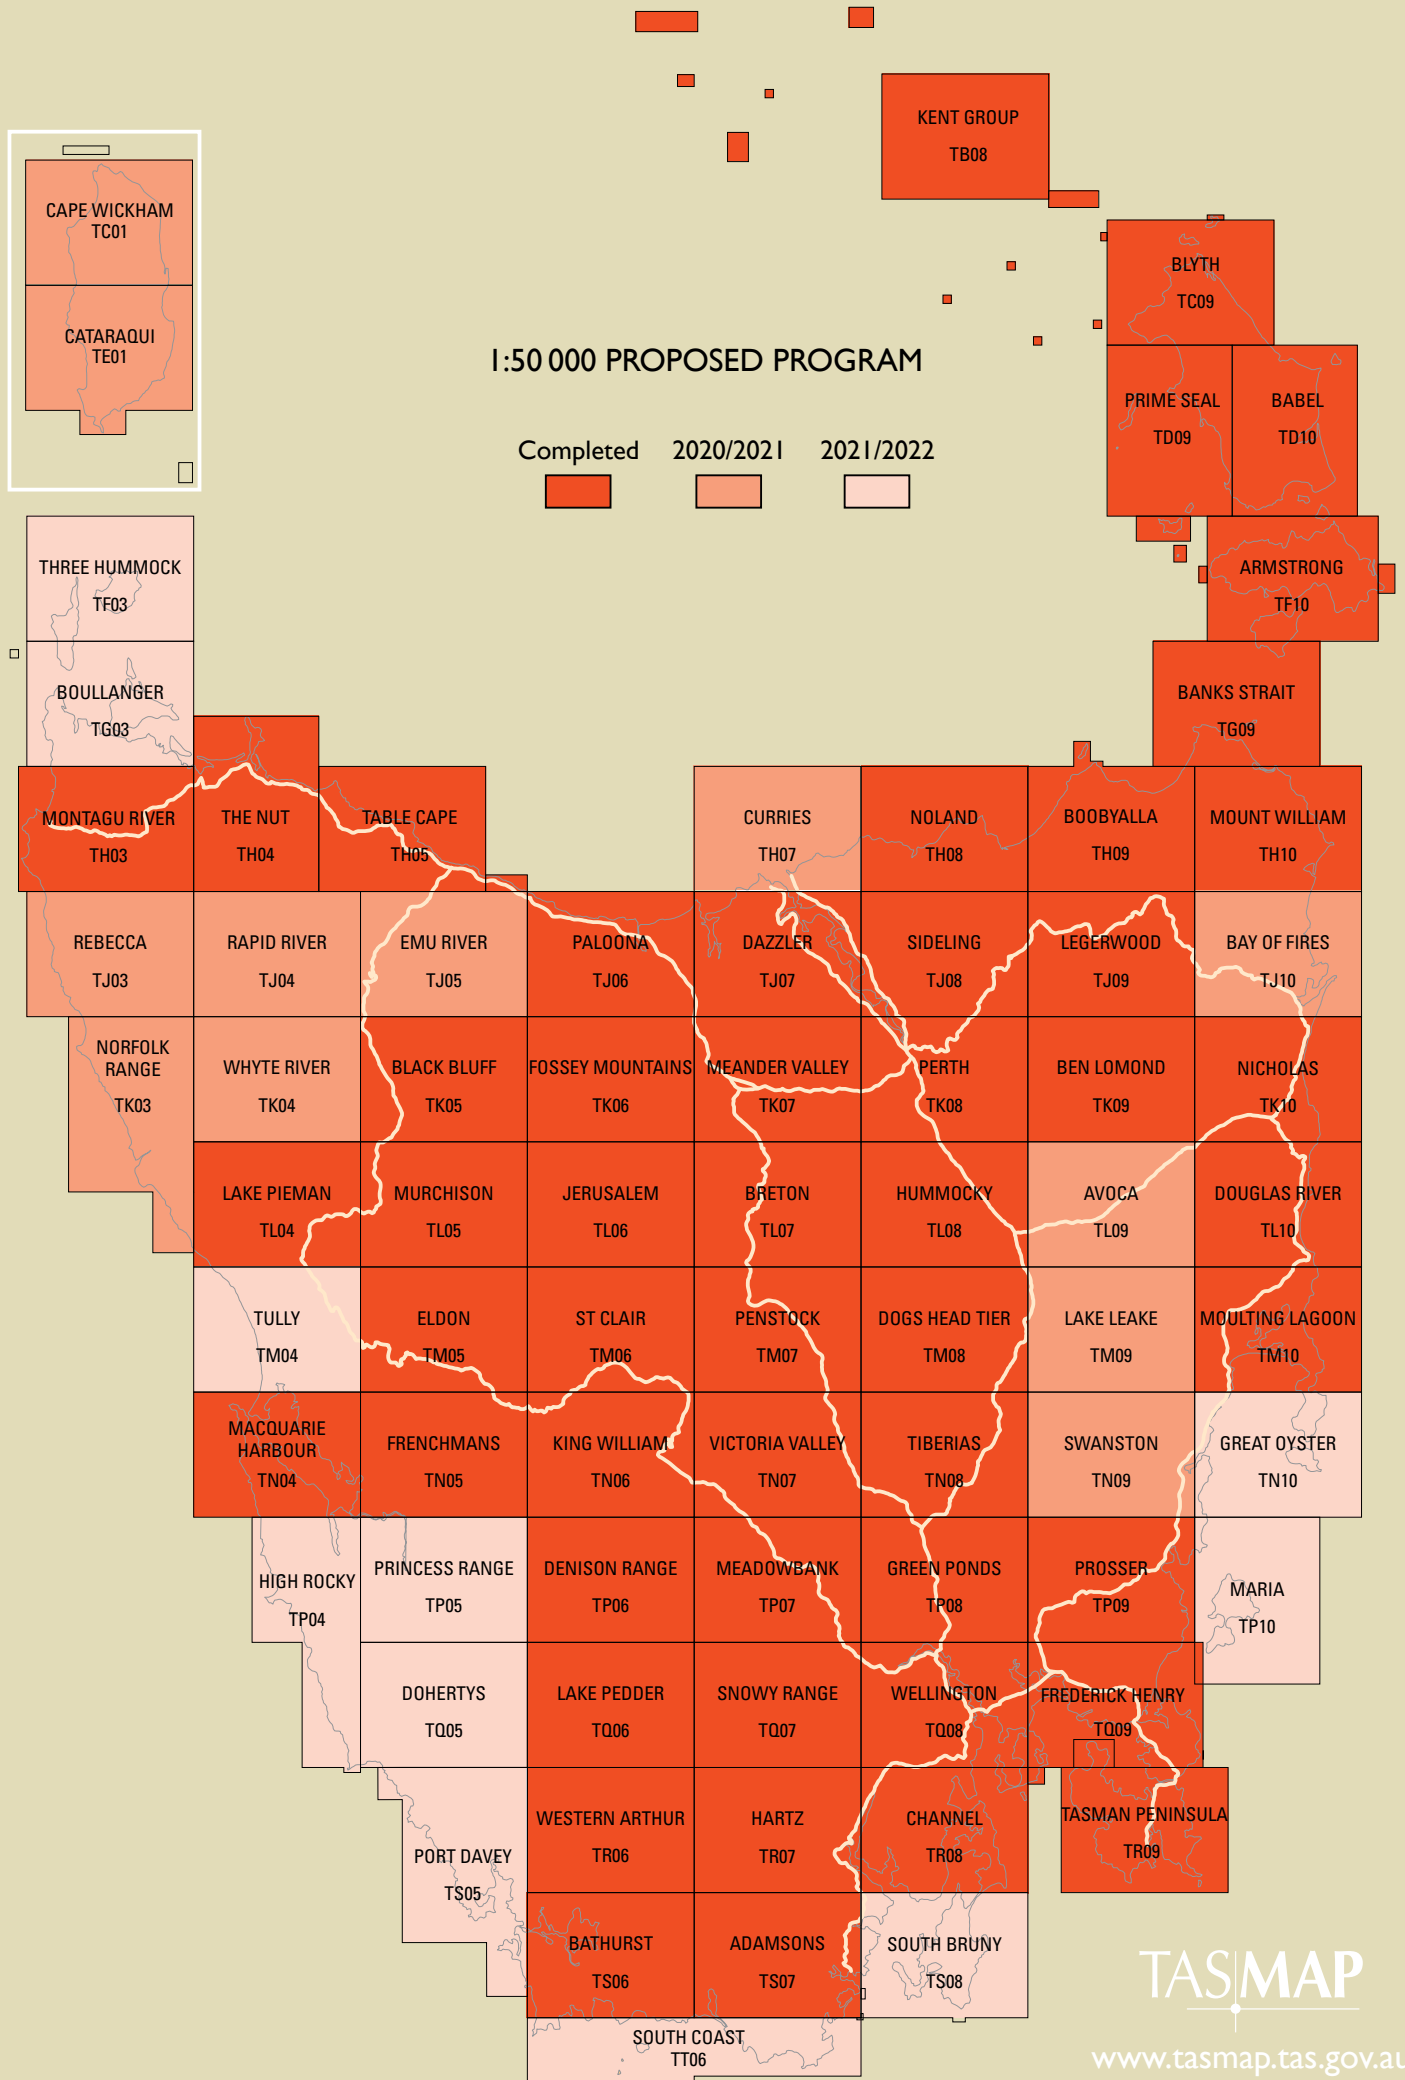 KENT GROUP
TB08
CAPE WICKHAM
TC01
CATARAQUI
TE01
BLYTH
TC09
1:50 000 PROPOSED PROGRAM
Completed 2020/2021 2021/2022
PRIME SEAL
TD09
BABEL
TD10
THREE HUMMOCK
TF03
ARMSTRONG
TF10
BOULLANGER
TG03
BANKS STRAIT
TG09
MONTAGU RIVER
TH03
THE NUT
TH04
TABLE CAPE
TH05
CURRIES
TH07
NOLAND
TH08
BOOBYALLA
TH09
MOUNT WILLIAM
TH10
REBECCA
TJ03
RAPID RIVER
TJ04
EMU RIVER
TJ05
PALOONA
TJ06
DAZZLER
TJ07
SIDELING
TJ08
LEGERWOOD
TJ09
BAY OF FIRES
TJ10
NORFOLK
RANGE
TK03
WHYTE RIVER
TK04
BLACK BLUFF
TK05
FOSSEY MOUNTAINS
TK06
MEANDER VALLEY
TK07
PERTH
TK08
BEN LOMOND
TK09
NICHOLAS
TK10
LAKE PIEMAN
TL04
MURCHISON
TL05
JERUSALEM
TL06
BRETON
TL07
HUMMOCKY
TL08
AVOCA
TL09
DOUGLAS RIVER
TL10
TULLY
TM04
ELDON
TM05
ST CLAIR
TM06
PENSTOCK
TM07
DOGS HEAD TIER
TM08
LAKE LEAKE
TM09
MOULTING LAGOON
TM10
MACQUARIE
HARBOUR
TN04
FRENCHMANS
TN05
KING WILLIAM
TN06
VICTORIA VALLEY
TN07
TIBERIAS
TN08
SWANSTON
TN09
GREAT OYSTER
TN10
HIGH ROCKY
TP04
PRINCESS RANGE
TP05
DENISON RANGE
TP06
MEADOWBANK
TP07
GREEN PONDS
TP08
PROSSER
TP09
MARIA
TP10
DOHERTYS
TQ05
LAKE PEDDER
TQ06
SNOWY RANGE
TQ07
WELLINGTON
TQ08
FREDERICK HENRY
TQ09
PORT DAVEY
TS05
WESTERN ARTHUR
TR06
HARTZ
TR07
CHANNEL
TR08
TASMAN PENINSULA
TR09
BATHURST
TS06
ADAMSONS
TS07
SOUTH BRUNY
TS08
SOUTH COAST
TT06
TASMAP
www.tasmap.tas.gov.au